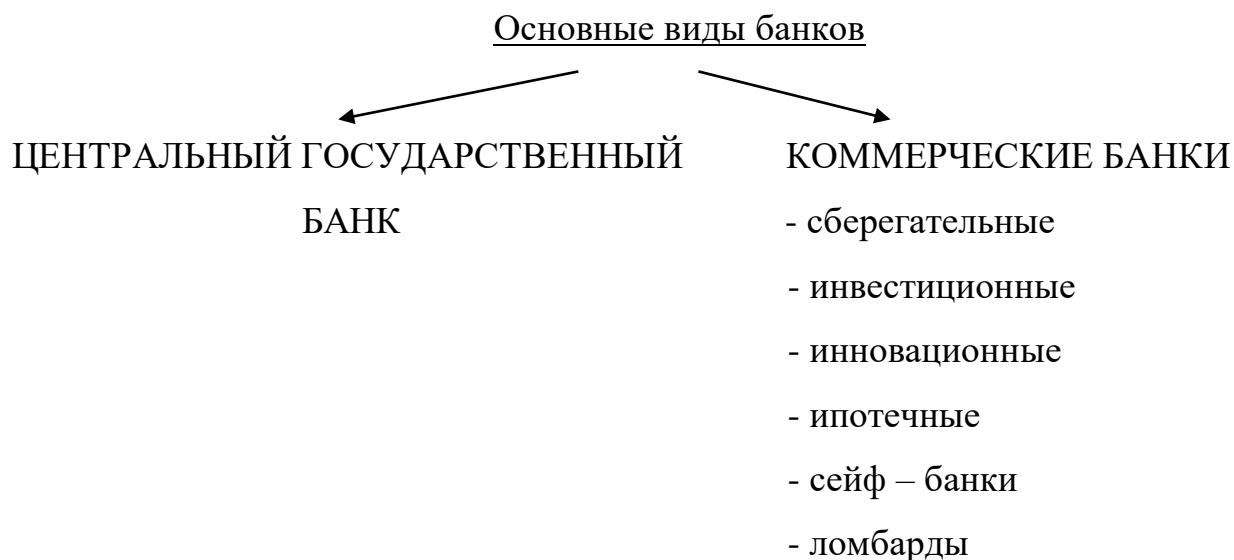 Основные виды банков
ЦЕНТРАЛЬНЫЙ ГОСУДАРСТВЕННЫЙ
БАНК
КОММЕРЧЕСКИЕ БАНКИ
- сберегательные
- инвестиционные
- инновационные
- ипотечные
- сейф – банки
- ломбарды